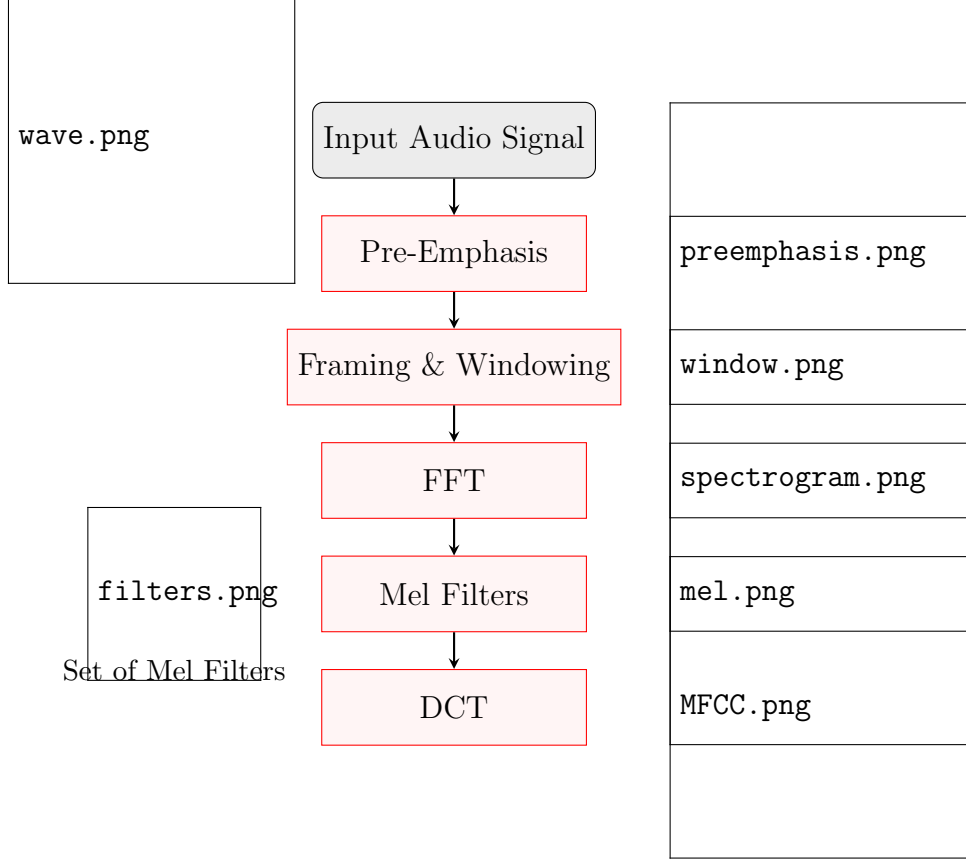 wave.png
Input Audio Signal
Pre-Emphasis
preemphasis.png
Framing & Windowing
window.png
FFT
spectrogram.png
filters.png
Mel Filters
mel.png
Set of Mel Filters
DCT
MFCC.png